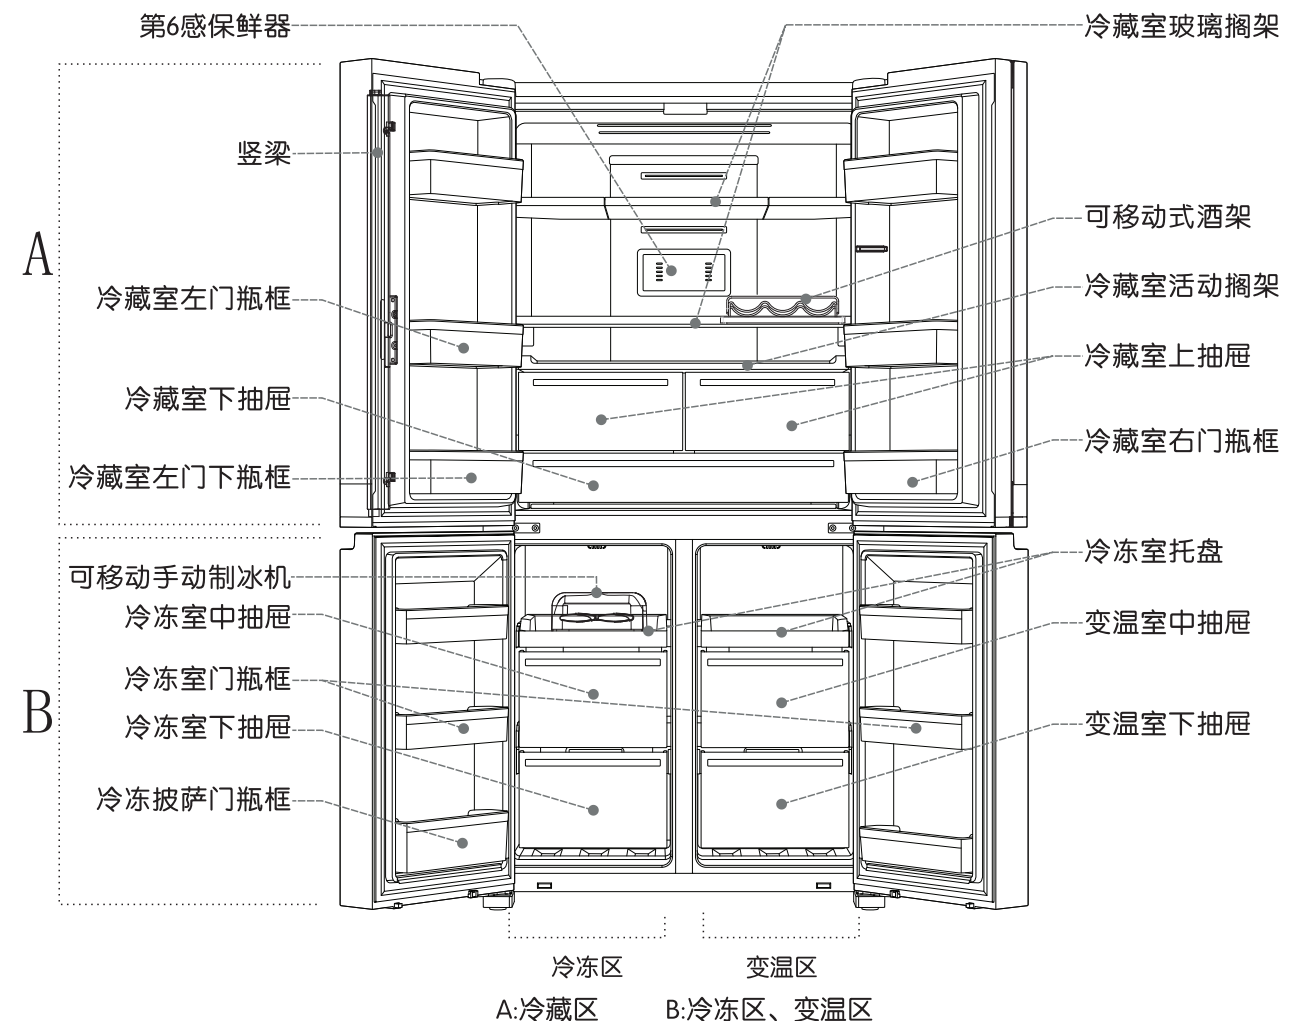 第6感保鲜器
冷藏室玻璃搁架
竖梁
可移动式酒架
A
冷藏室左门瓶框
冷藏室活动搁架
冷藏室上抽屉
冷藏室下抽屉
冷藏室右门瓶框
冷藏室左门下瓶框
冷冻室托盘
可移动手动制冰机
冷冻室中抽屉
变温室中抽屉
冷冻室门瓶框
B
冷冻室下抽屉
变温室下抽屉
冷冻披萨门瓶框
冷冻区 变温区
A:冷藏区 B:冷冻区、变温区